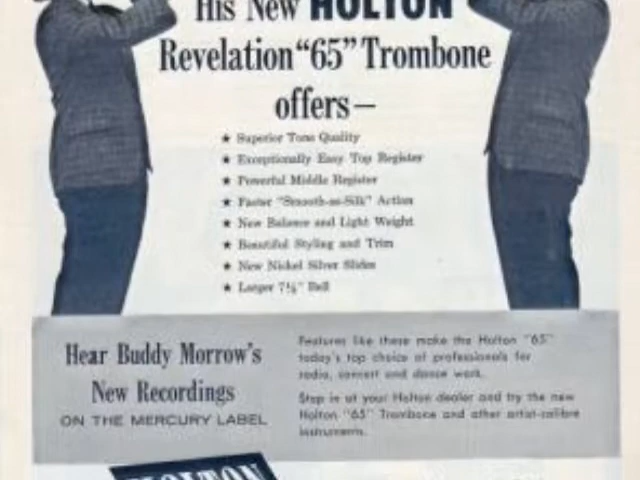 His New HOLTON
Revelation "65" Trombone
offers—
★ Superior Tone Quality
★ Exceptionally Easy Top Register
★ Powerful Middle Register
★ Faster "Smooth-as-Silk" Action
★ New Balance and Light Weight
★ Beautiful Styling and Trim
★ New Nickel Silver Slides
★ Larger 7½" Bell
Hear Buddy Morrow's
New Recordings
ON THE MERCURY LABEL
Features like these make the Holton "65"
today's top choice of professionals for
radio, concert and dance work.
Stop in at your Holton dealer and try the new
Holton "65" Trombone and other artist-calibre
instruments.
HOLTON